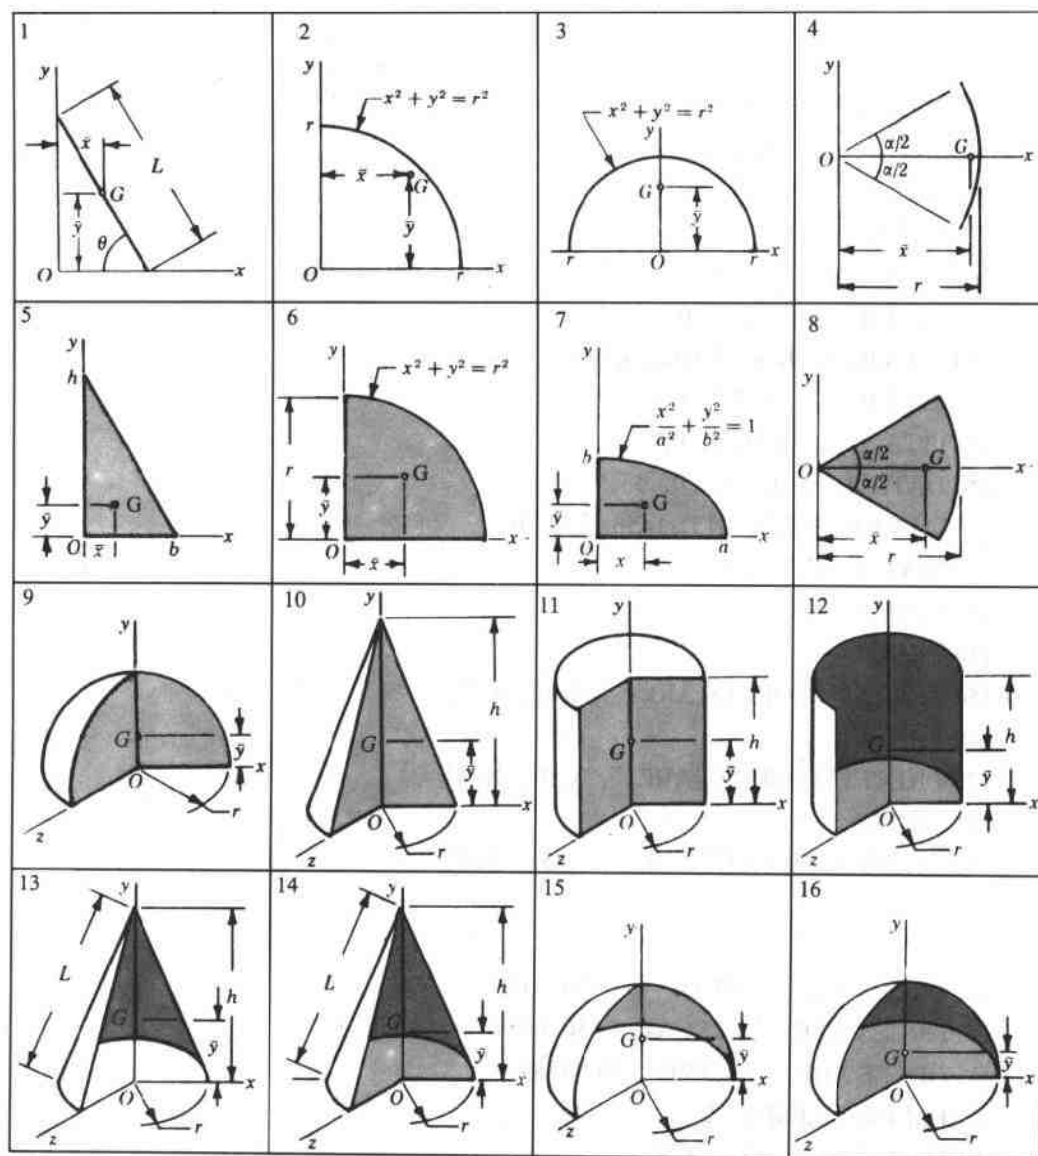 1
y
x̄
L
G
ȳ
θ
O
x
2
y
x² + y² = r²
r
x̄
G
ȳ
O
r
x
3
x² + y² = r²
y
G
ȳ
r
O
r
x
4
y
α/2
G
O
x
α/2
x̄
r
5
y
h
G
ȳ
O
x̄
b
x
6
y
x² + y² = r²
r
G
ȳ
O
x
x̄
7
y
x²/a² + y²/b² = 1
b
G
ȳ
O
a
x
x
8
y
α/2
G
O
x
α/2
x̄
r
9
y
G
ȳ
O
x
r
z
10
y
h
G
ȳ
x
O
r
z
11
y
h
G
ȳ
x
O
r
z
12
y
h
G
ȳ
x
O
r
z
13
y
L
h
G
ȳ
O
x
r
z
14
y
L
h
G
ȳ
O
x
r
z
15
y
G
ȳ
x
O
r
z
16
y
G
ȳ
x
O
r
z